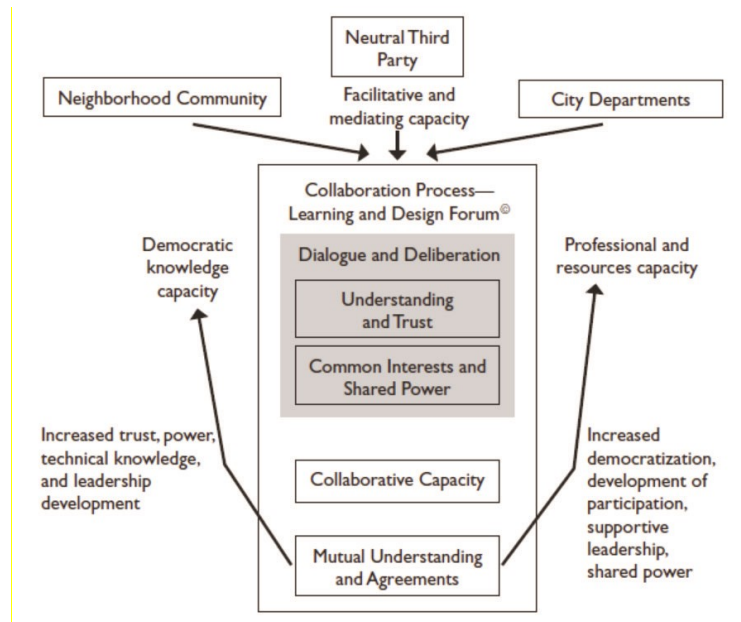 Neutral Third
Party
Neighborhood Community
Facilitative and
mediating capacity
City Departments
Collaboration Process—
Learning and Design Forum©
Democratic
knowledge
capacity
Dialogue and Deliberation
Understanding
and Trust
Common Interests and
Shared Power
Professional and
resources capacity
Increased trust, power,
technical knowledge,
and leadership
development
Collaborative Capacity
Mutual Understanding
and Agreements
Increased
democratization,
development of
participation,
supportive
leadership,
shared power